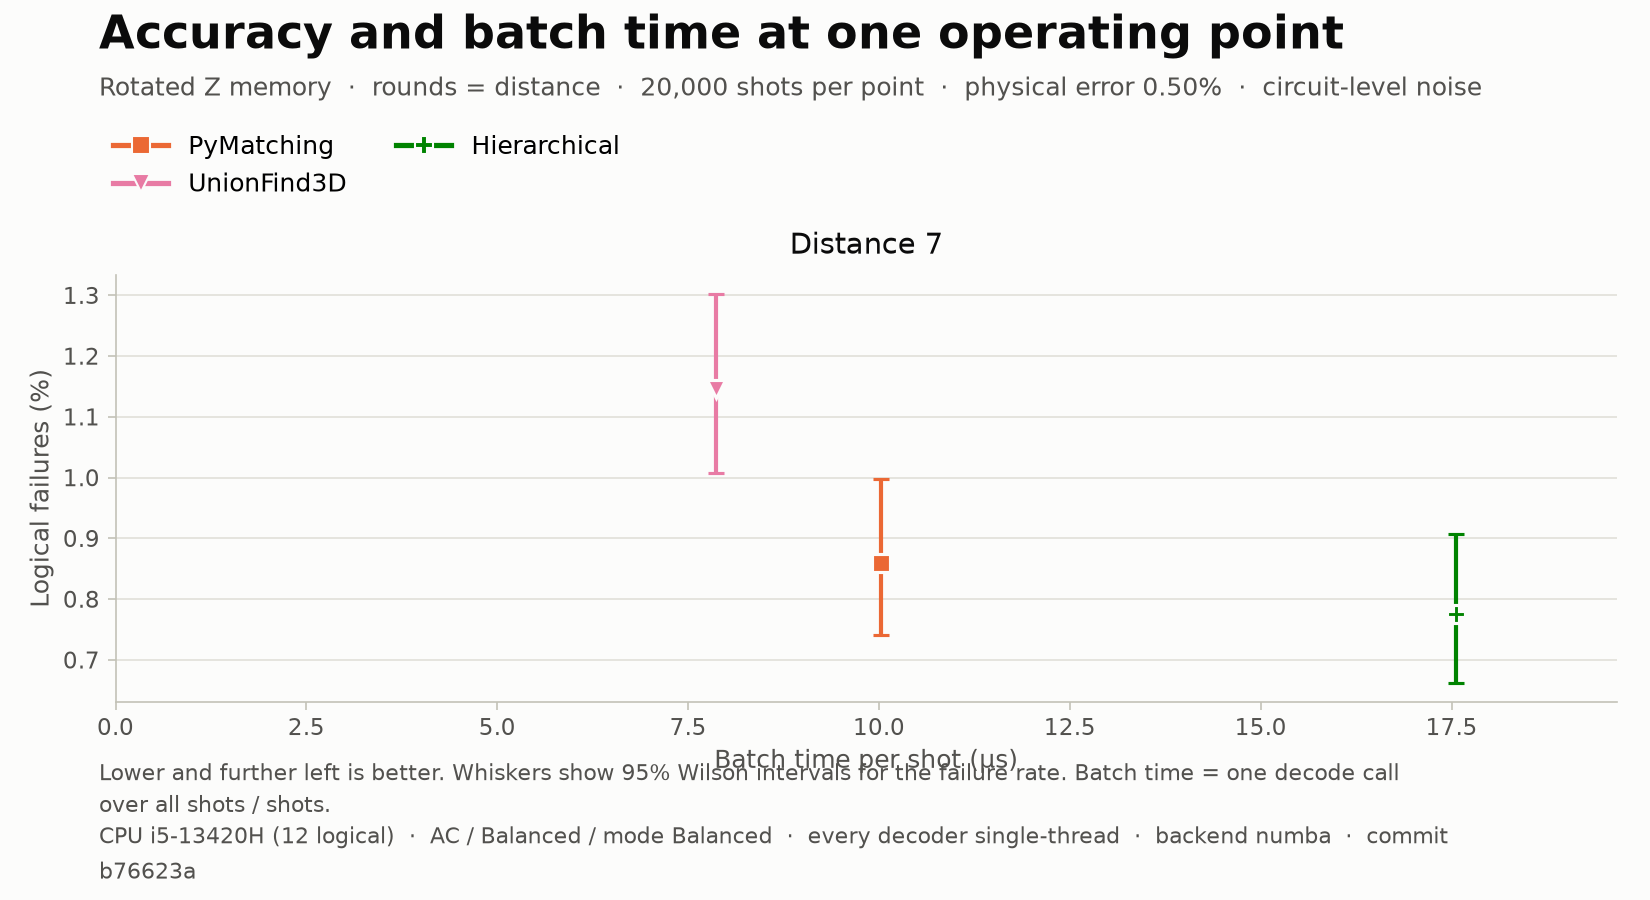 Accuracy and batch time at one operating point
Rotated Z memory · rounds = distance · 20,000 shots per point · physical error 0.50% · circuit-level noise
PyMatching
Hierarchical
UnionFind3D
Distance 7
Logical failures (%)
1.3
1.2
1.1
1.0
0.9
0.8
0.7
0.0 2.5 5.0 7.5 10.0 12.5 15.0 17.5
Batch time per shot (µs)
Lower and further left is better. Whiskers show 95% Wilson intervals for the failure rate. Batch time = one decode call
over all shots / shots.
CPU i5-13420H (12 logical) · AC / Balanced / mode Balanced · every decoder single-thread · backend numba · commit
b76623a